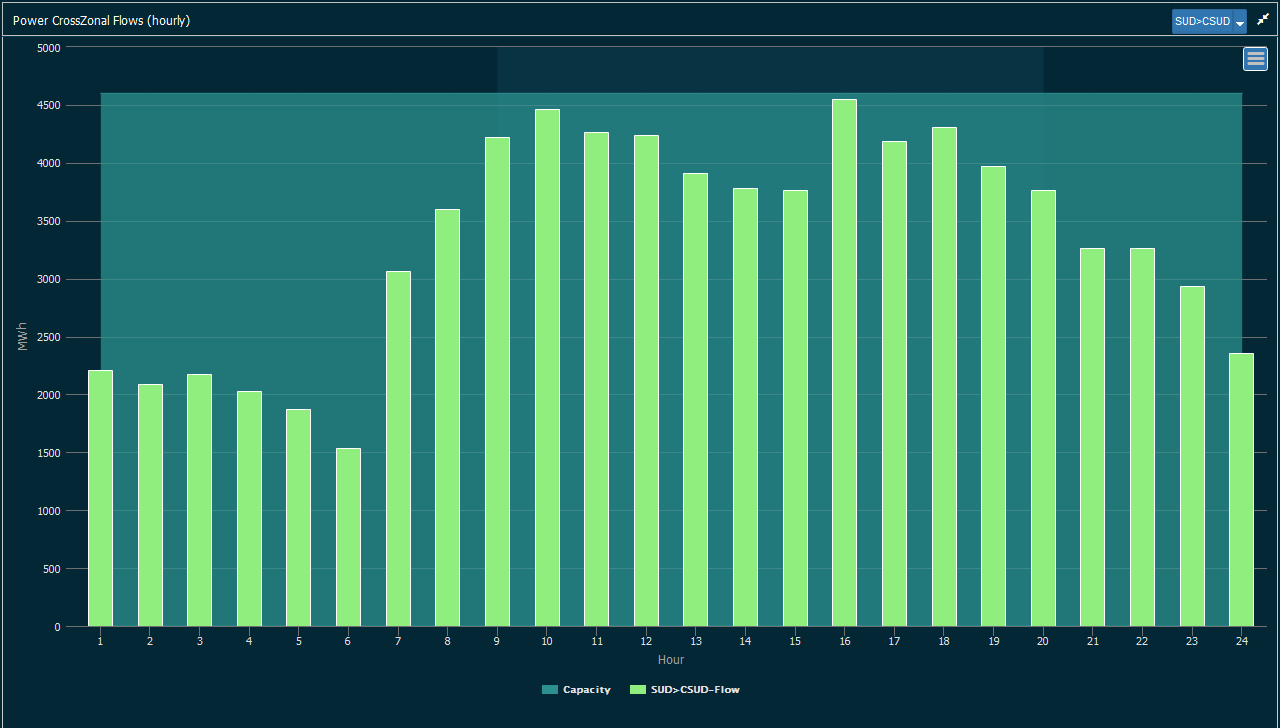 Power CrossZonal Flows (hourly)
SUD>CSUD
5000
4500
4000
3500
3000
2500
2000
1500
1000
500
0
MWh
1 2 3 4 5 6 7 8 9 10 11 12 13 14 15 16 17 18 19 20 21 22 23 24
Hour
Capacity SUD>CSUD-Flow